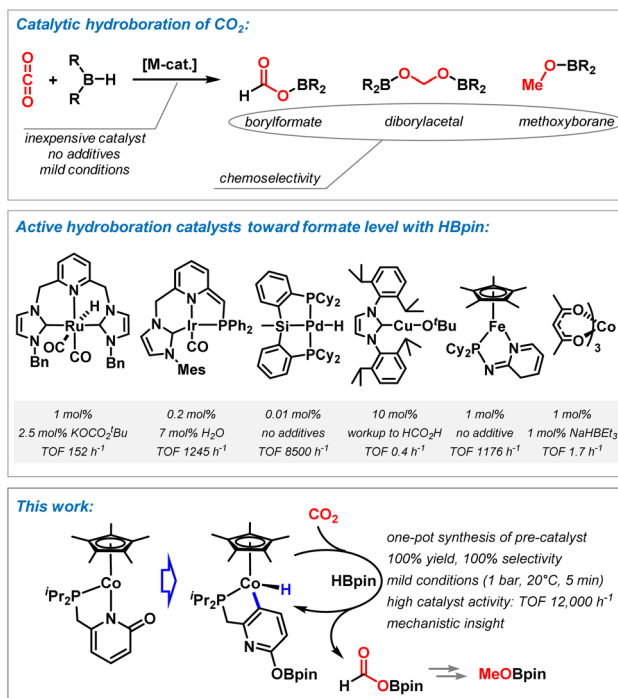 Catalytic hydroboration of CO₂:
O=C=O + R R B–H [M-cat.] H O O BR₂ R₂B O O BR₂ Me O–BR₂
inexpensive catalyst
no additives
mild conditions
borylformate diborylacetal methoxyborane
chemoselectivity
Active hydroboration catalysts toward formate level with HBpin:
N H N N N N Ru CO CO Bn Bn
N N N Ir PPh₂ CO Mes
PCy₂ Si Pd–H PCy₂
N N Cu–OᵗBu
Fe Cy₂P N N
O O Co 3
1 mol% 0.2 mol% 0.01 mol% 10 mol% 1 mol% 1 mol%
2.5 mol% KOCO₂ᵗBu 7 mol% H₂O no additives workup to HCO₂H no additive 1 mol% NaHBEt₃
TOF 152 h⁻¹ TOF 1245 h⁻¹ TOF 8500 h⁻¹ TOF 0.4 h⁻¹ TOF 1176 h⁻¹ TOF 1.7 h⁻¹
This work:
Co ⁱPr₂P N O
Co H ⁱPr₂P N OBpin
CO₂
HBpin
one-pot synthesis of pre-catalyst
100% yield, 100% selectivity
mild conditions (1 bar, 20°C, 5 min)
high catalyst activity: TOF 12,000 h⁻¹
mechanistic insight
H O OBpin MeOBpin